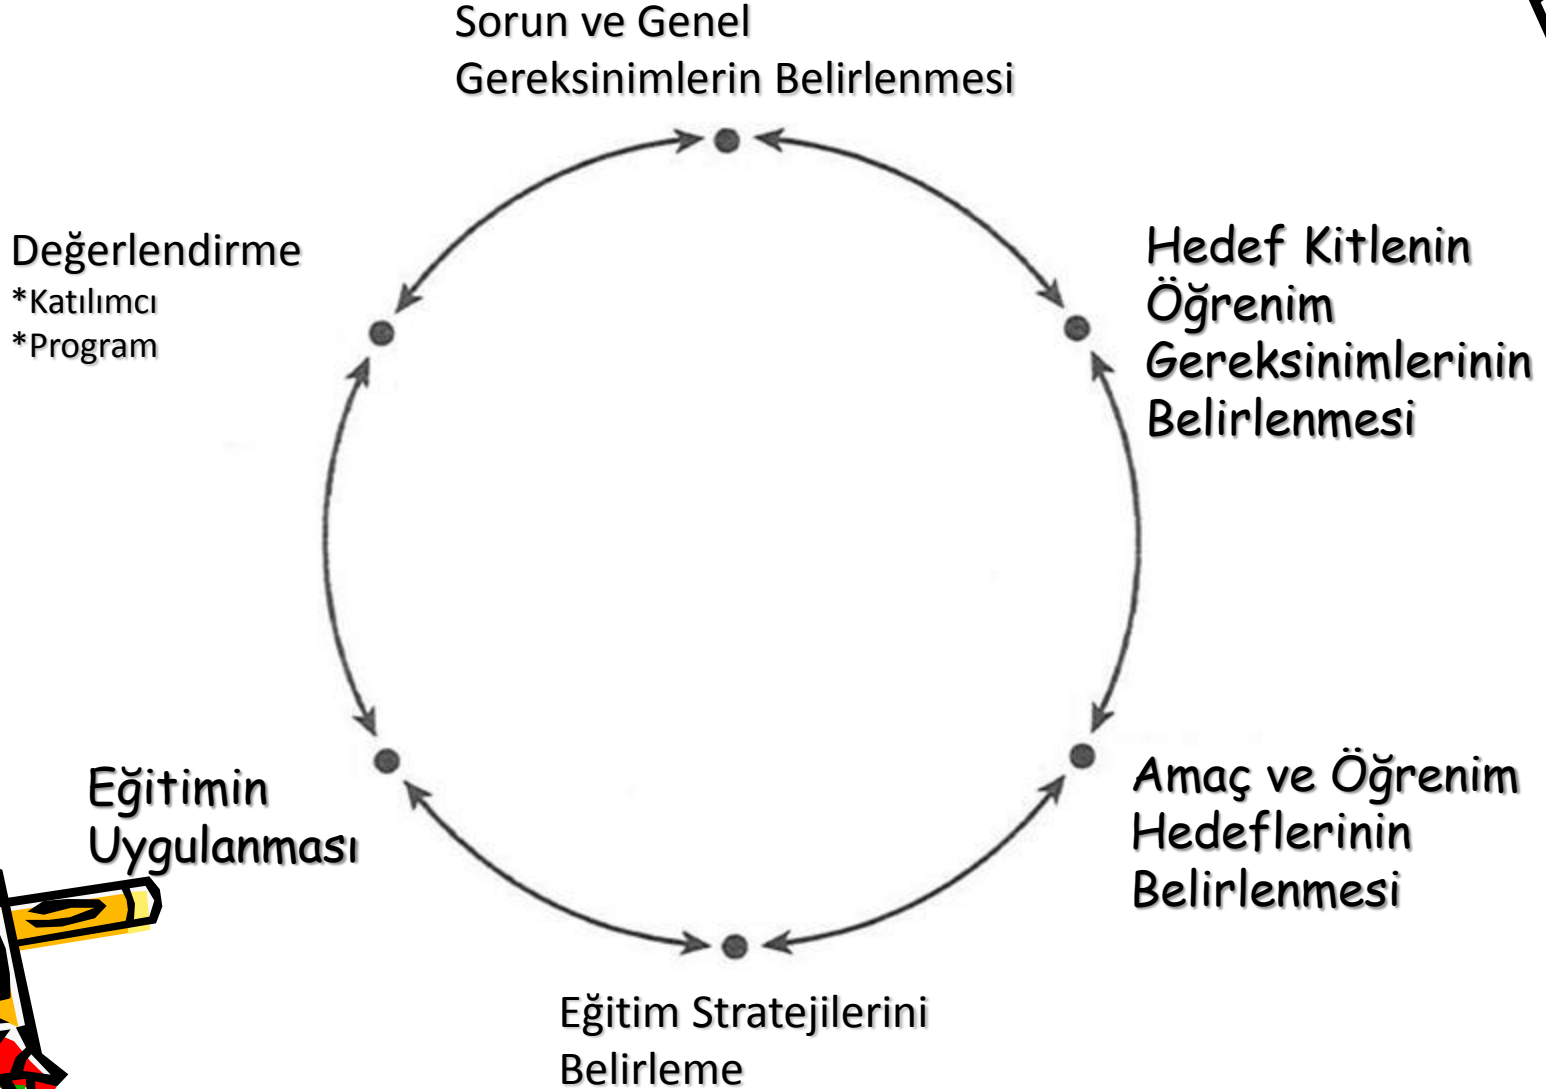 Sorun ve Genel
Gereksinimlerin Belirlenmesi
Hedef Kitlenin
Öğrenim
Gereksinimlerinin
Belirlenmesi
Amaç ve Öğrenim
Hedeflerinin
Belirlenmesi
Eğitim Stratejilerini
Belirleme
Eğitimin
Uygulanması
Değerlendirme
*Katılımcı
*Program